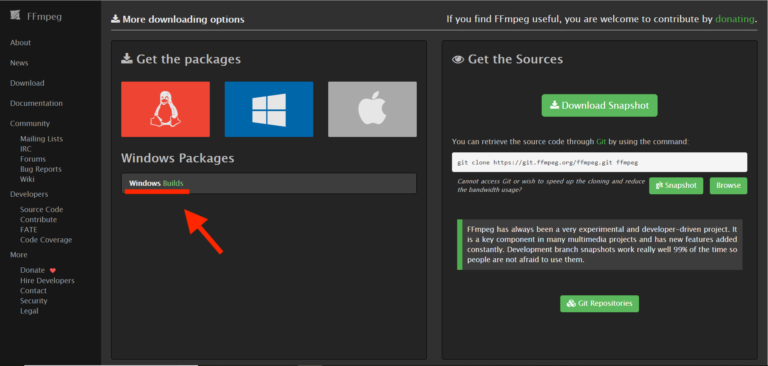 FFmpeg
About
News
Download
Documentation
Community
Mailing Lists
IRC
Forums
Bug Reports
Wiki
Developers
Source Code
Contribute
FATE
Code Coverage
More
Donate
Hire Developers
Contact
Security
Legal
More downloading options
If you find FFmpeg useful, you are welcome to contribute by donating.
Get the packages
Windows Packages
Windows Builds
Get the Sources
Download Snapshot
You can retrieve the source code through Git by using the command:
git clone https://git.ffmpeg.org/ffmpeg.git ffmpeg
Cannot access Git or wish to speed up the cloning and reduce
the bandwidth usage?
Snapshot
Browse
FFmpeg has always been a very experimental and developer-driven project. It
is a key component in many multimedia projects and has new features added
constantly. Development branch snapshots work really well 99% of the time so
people are not afraid to use them.
Git Repositories